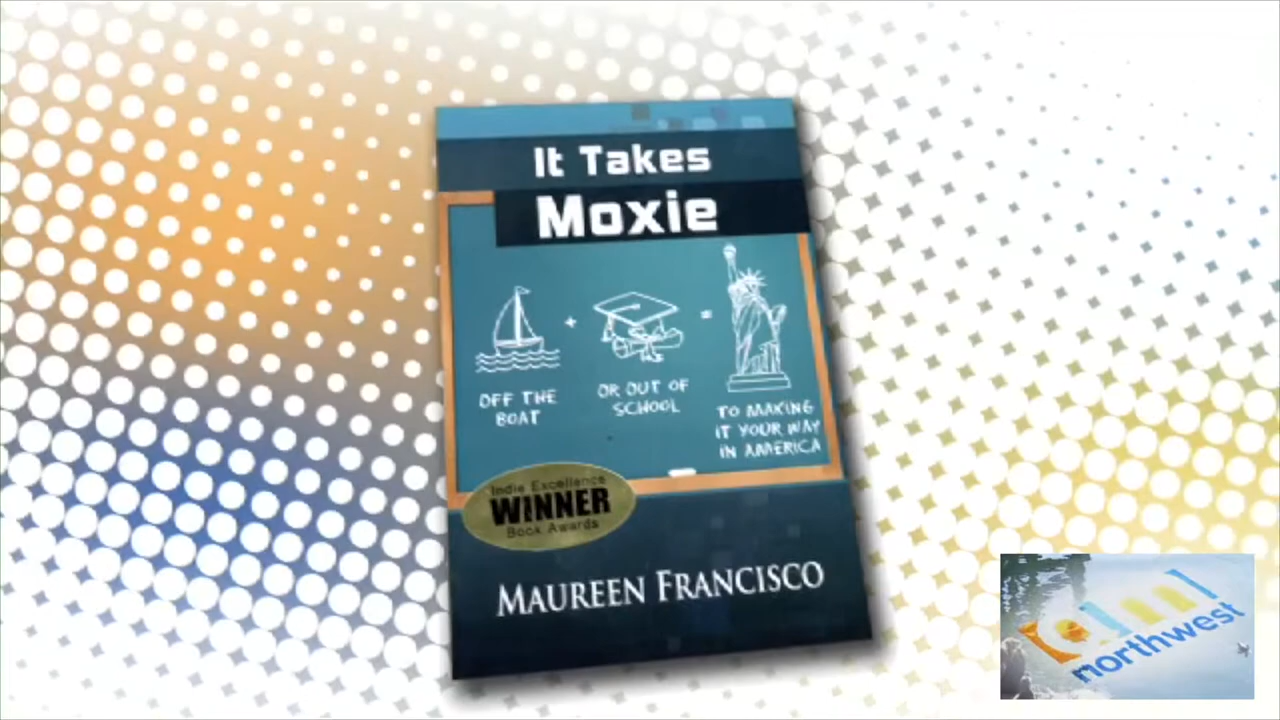 It Takes
Moxie
+
=
OFF THE
BOAT
OR OUT OF
SCHOOL
TO MAKING
IT YOUR WAY
IN AMERICA
Indie Excellence
WINNER
Book Awards
MAUREEN FRANCISCO
[am]
northwest